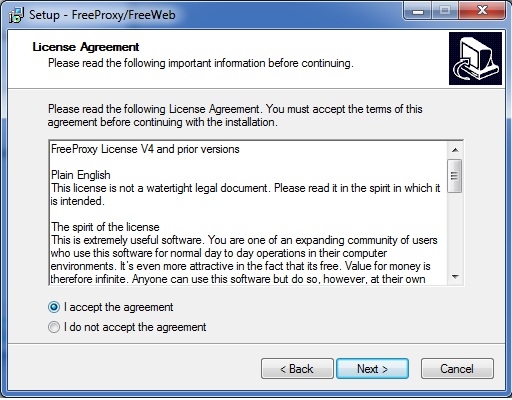 Setup - FreeProxy/FreeWeb
License Agreement
Please read the following important information before continuing.
Please read the following License Agreement. You must accept the terms of this
agreement before continuing with the installation.
FreeProxy License V4 and prior versions
Plain English
This license is not a watertight legal document. Please read it in the spirit in which it
is intended.
The spirit of the license
This is extremely useful software. You are one of an expanding community of users
who use this software for normal day to day operations in their computer
environments. It's even more attractive in the fact that its free. Value for money is
therefore infinite. Anyone can use this software but do so, however, at their own
I accept the agreement
I do not accept the agreement
< Back
Next >
Cancel